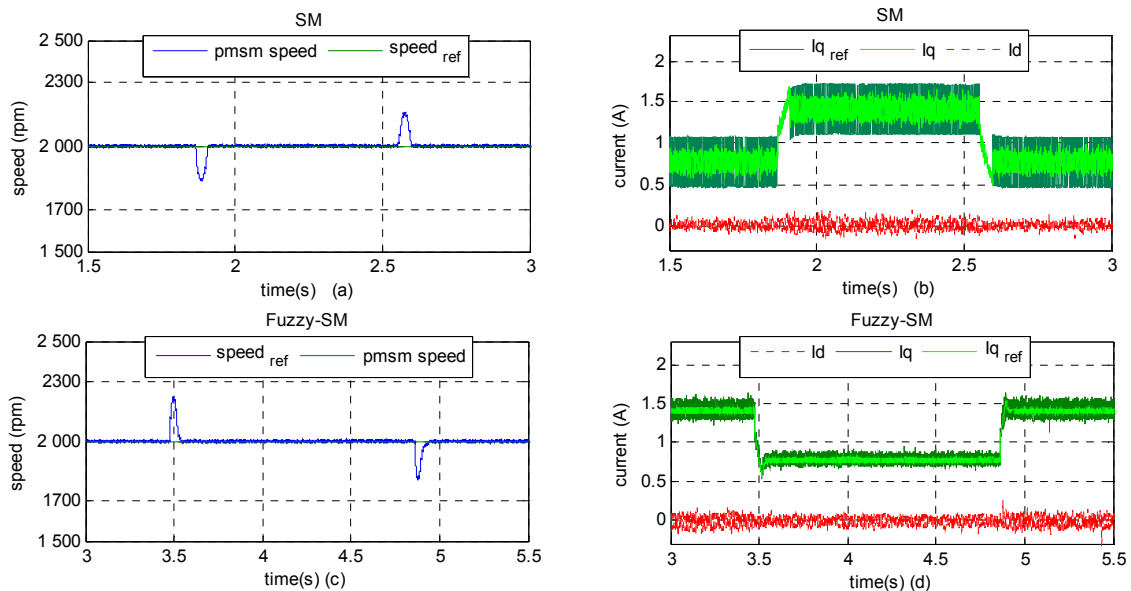 SM
pmsm speed speed ref
2 500
2300
2 000
1700
1 500
speed (rpm)
1.5 2 2.5 3
time(s) (a)
SM
Iq ref Iq Id
2
1.5
1
0.5
0
current (A)
1.5 2 2.5 3
time(s) (b)
Fuzzy-SM
speed ref pmsm speed
2 500
2300
2 000
1700
1 500
speed (rpm)
3 3.5 4 4.5 5 5.5
time(s) (c)
Fuzzy-SM
Id Iq Iq ref
2
1.5
1
0.5
0
current (A)
3 3.5 4 4.5 5 5.5
time(s) (d)